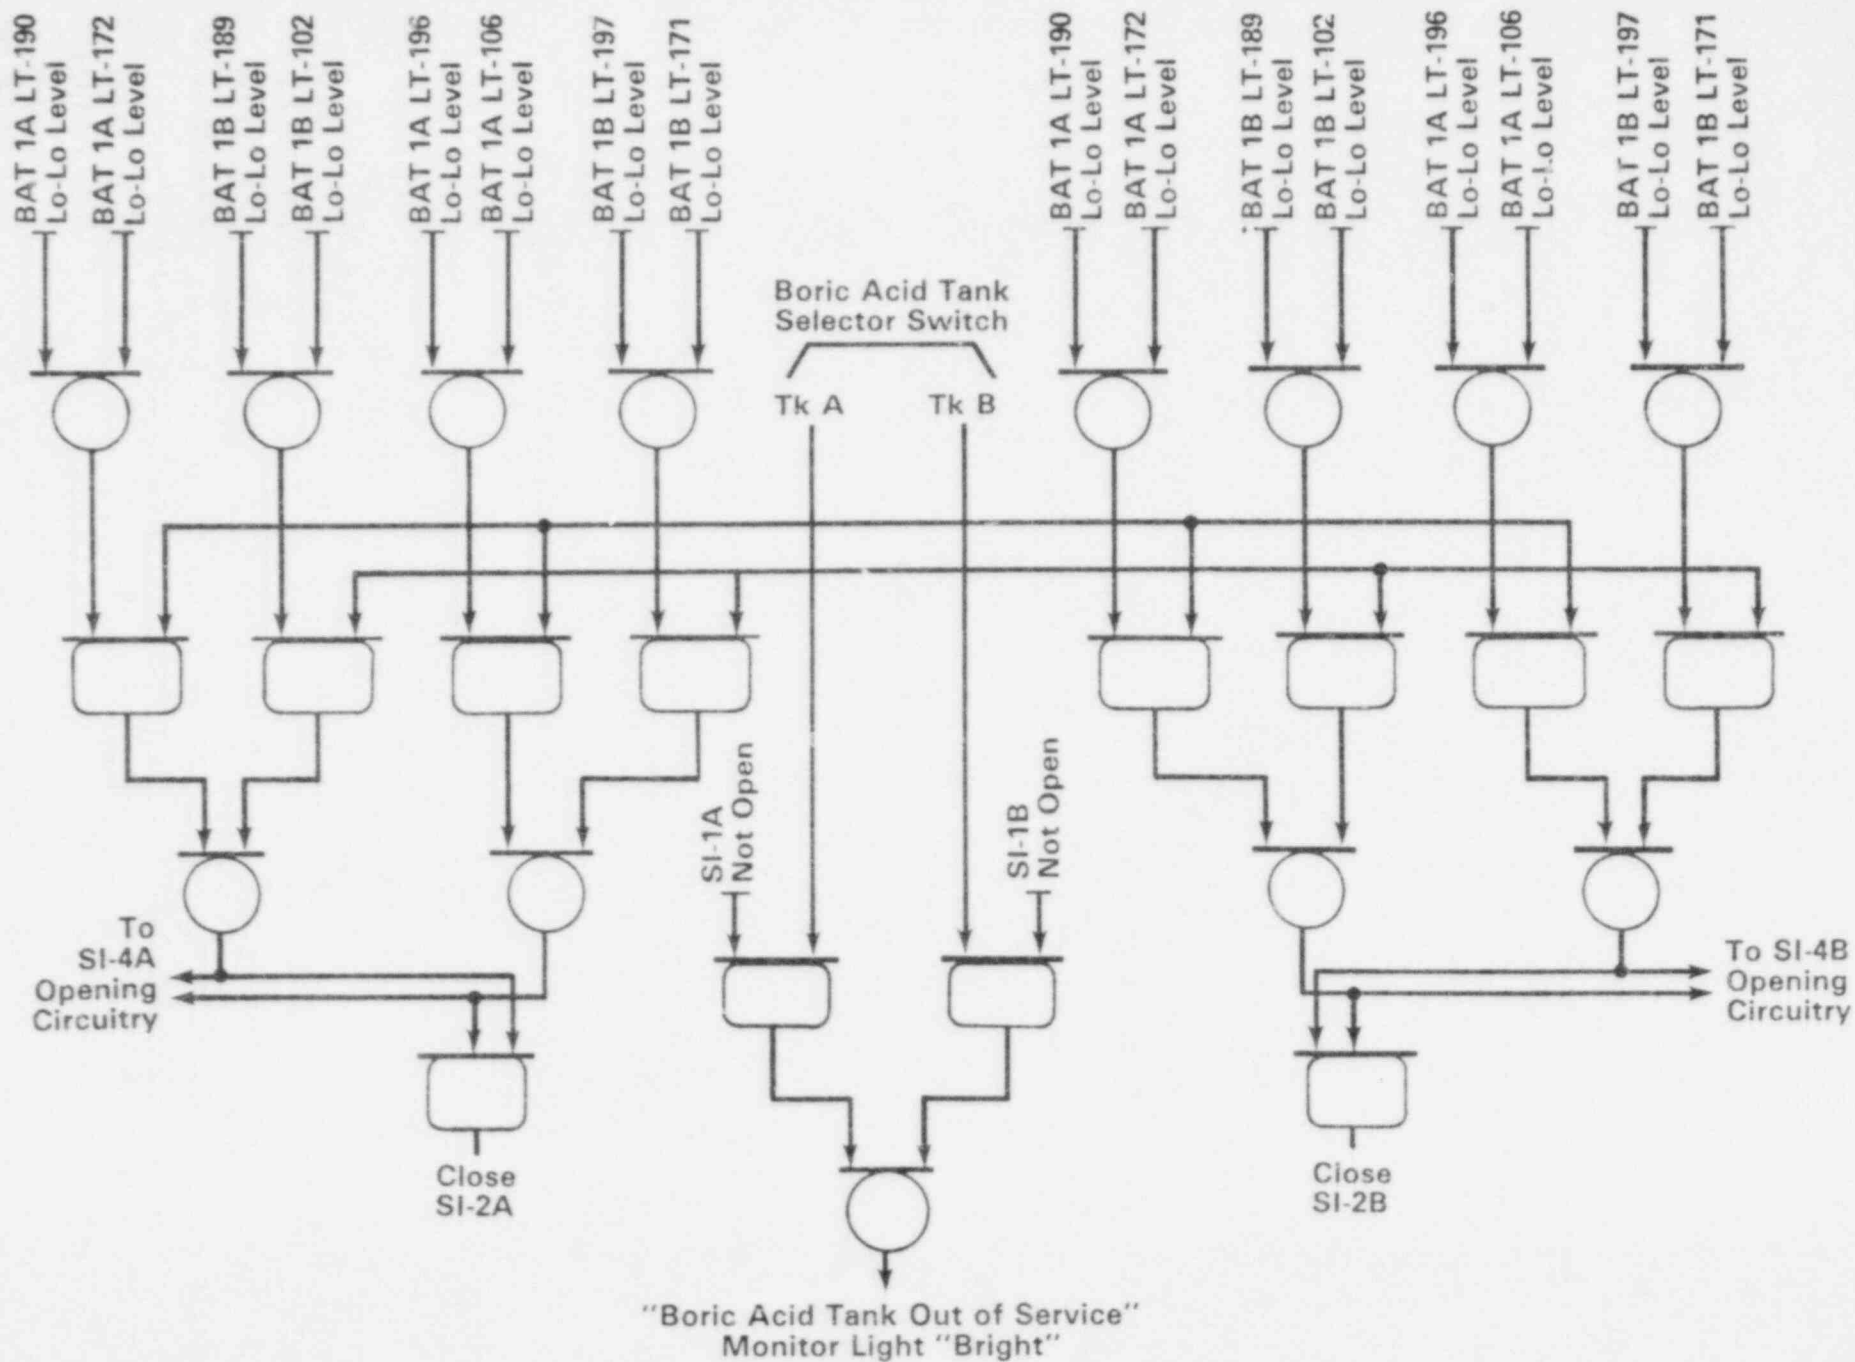 BAT 1A LT-190
Lo-Lo Level
BAT 1A LT-172
Lo-Lo Level
BAT 1B LT-189
Lo-Lo Level
BAT 1B LT-102
Lo-Lo Level
BAT 1A LT-196
Lo-Lo Level
BAT 1A LT-106
Lo-Lo Level
BAT 1B LT-197
Lo-Lo Level
BAT 1B LT-171
Lo-Lo Level
BAT 1A LT-190
Lo-Lo Level
BAT 1A LT-172
Lo-Lo Level
BAT 1B LT-189
Lo-Lo Level
BAT 1B LT-102
Lo-Lo Level
BAT 1A LT-196
Lo-Lo Level
BAT 1A LT-106
Lo-Lo Level
BAT 1B LT-197
Lo-Lo Level
BAT 1B LT-171
Lo-Lo Level
Boric Acid Tank
Selector Switch
Tk A
Tk B
SI-1A
Not Open
SI-1B
Not Open
To
SI-4A
Opening
Circuitry
To SI-4B
Opening
Circuitry
Close
SI-2A
Close
SI-2B
"Boric Acid Tank Out of Service"
Monitor Light "Bright"